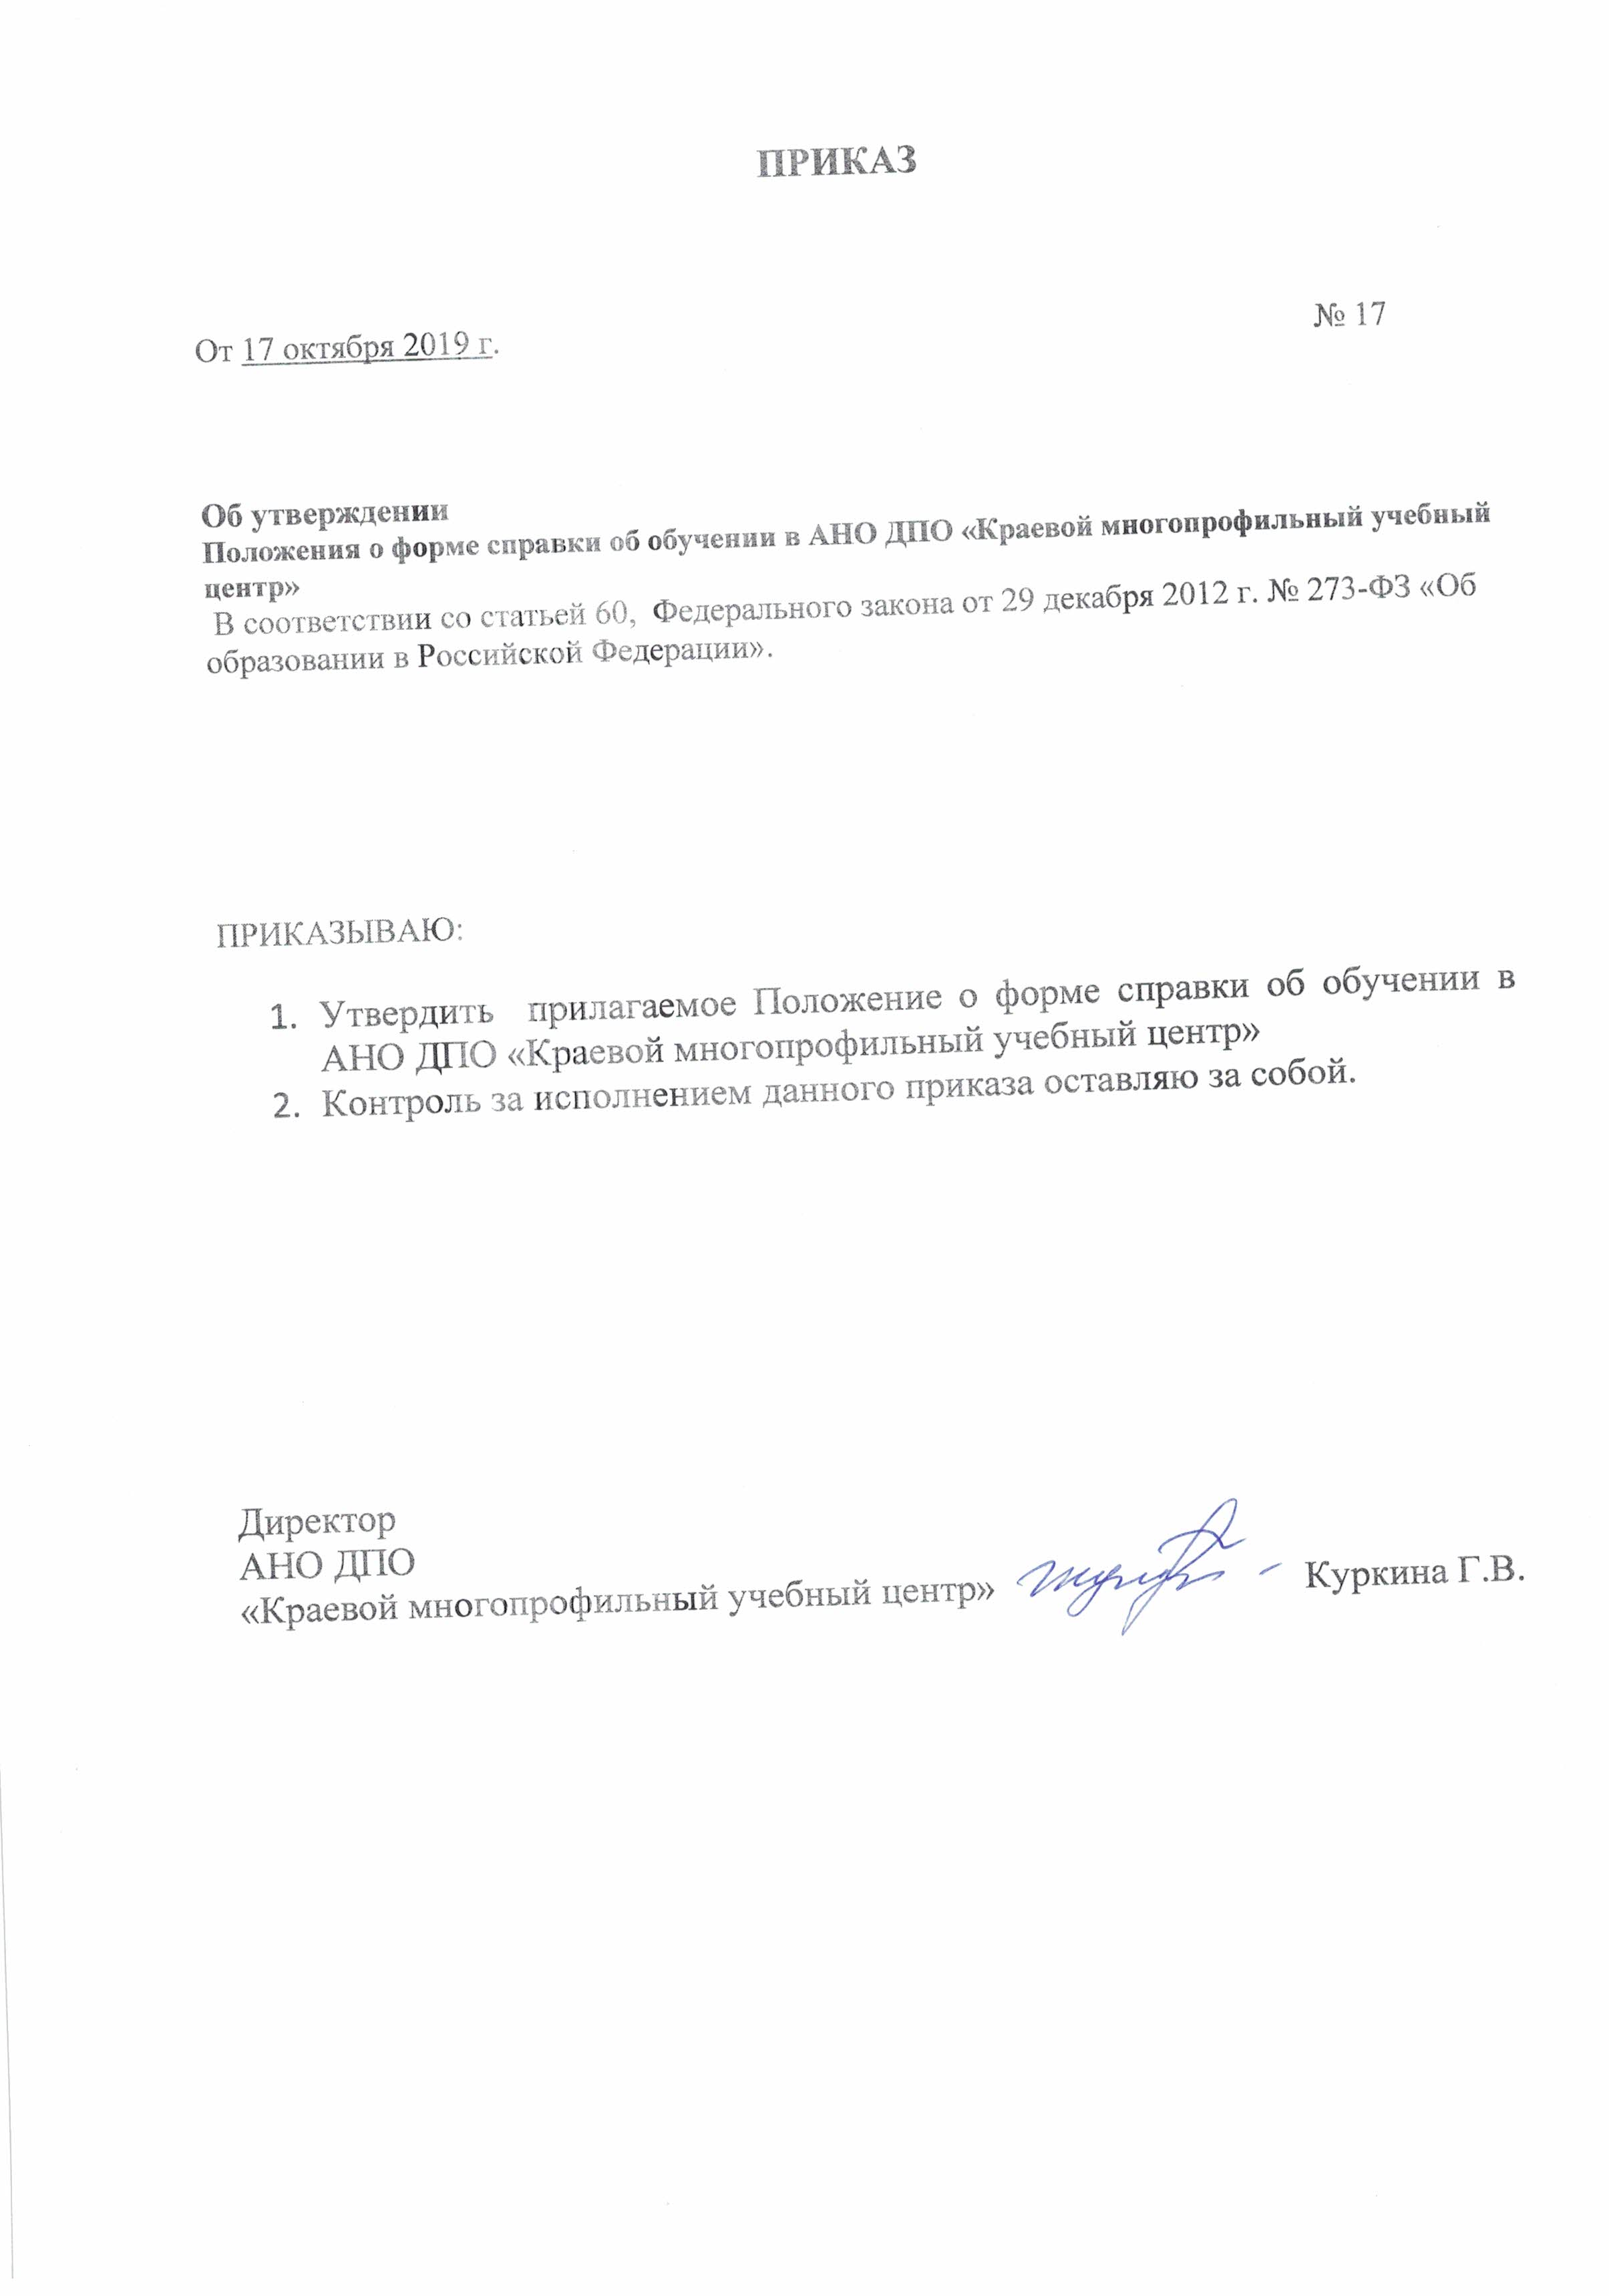 ПРИКАЗ
№ 17
От 17 октября 2019 г.
Об утверждении
Положения о форме справки об обучении в АНО ДПО «Краевой многопрофильный учебный
центр»
В соответствии со статьей 60, Федерального закона от 29 декабря 2012 г. № 273-ФЗ «Об
образовании в Российской Федерации».
ПРИКАЗЫВАЮ:
1. Утвердить прилагаемое Положение о форме справки об обучении в
АНО ДПО «Краевой многопрофильный учебный центр»
2. Контроль за исполнением данного приказа оставляю за собой.
Директор
АНО ДПО
«Краевой многопрофильный учебный центр» Куркина Г.В.